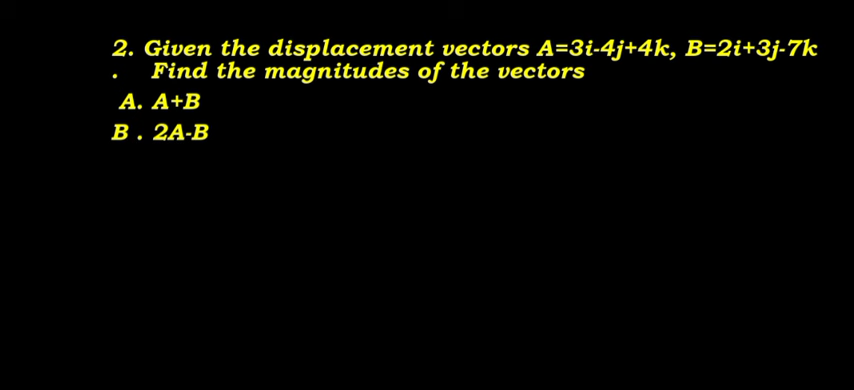 2. Given the displacement vectors A=3i-4j+4k, B=2i+3j-7k
. Find the magnitudes of the vectors
A. A+B
B . 2A-B